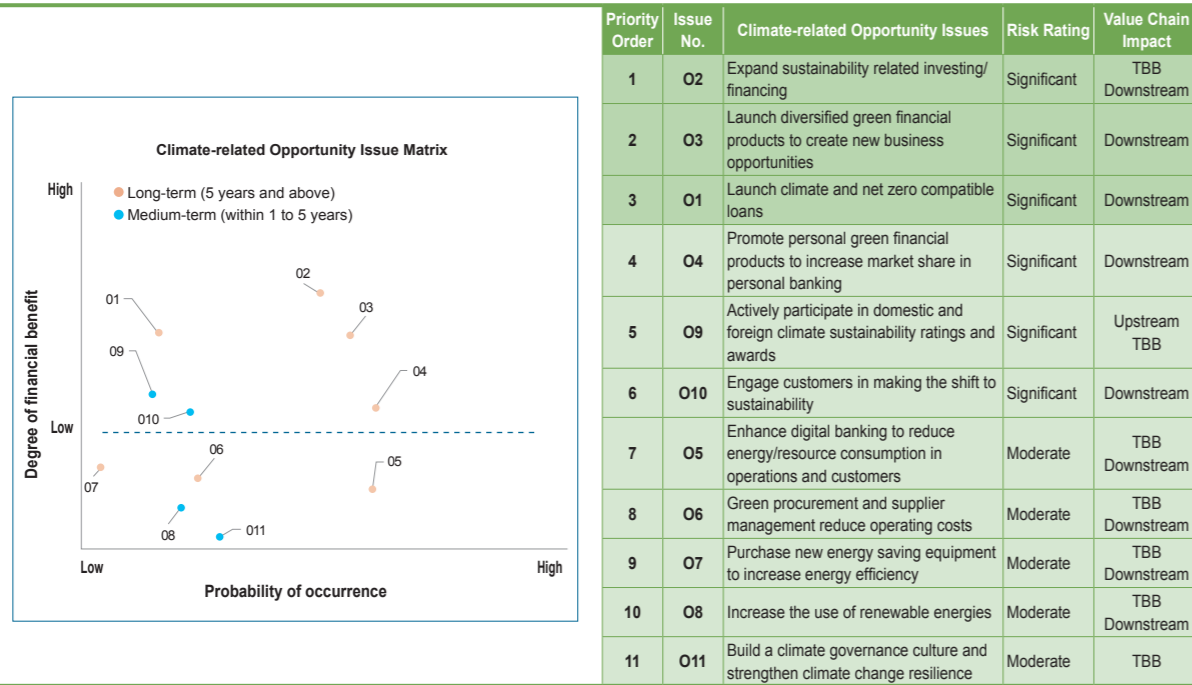 Climate-related Opportunity Issue Matrix
High
Long-term (5 years and above)
Medium-term (within 1 to 5 years)
02
01
03
09
04
010
Low
06
05
07
08
011
Low
High
Degree of financial benefit
Probability of occurrence
Priority Order
Issue No.
Climate-related Opportunity Issues
Risk Rating
Value Chain Impact
1
O2
Expand sustainability related investing/
financing
Significant
TBB
Downstream
2
O3
Launch diversified green financial
products to create new business
opportunities
Significant
Downstream
3
O1
Launch climate and net zero compatible
loans
Significant
Downstream
4
O4
Promote personal green financial
products to increase market share in
personal banking
Significant
Downstream
5
O9
Actively participate in domestic and
foreign climate sustainability ratings and
awards
Significant
Upstream
TBB
6
O10
Engage customers in making the shift to
sustainability
Significant
Downstream
7
O5
Enhance digital banking to reduce
energy/resource consumption in
operations and customers
Moderate
TBB
Downstream
8
O6
Green procurement and supplier
management reduce operating costs
Moderate
TBB
Downstream
9
O7
Purchase new energy saving equipment
to increase energy efficiency
Moderate
TBB
Downstream
10
O8
Increase the use of renewable energies
Moderate
TBB
Downstream
11
O11
Build a climate governance culture and
strengthen climate change resilience
Moderate
TBB